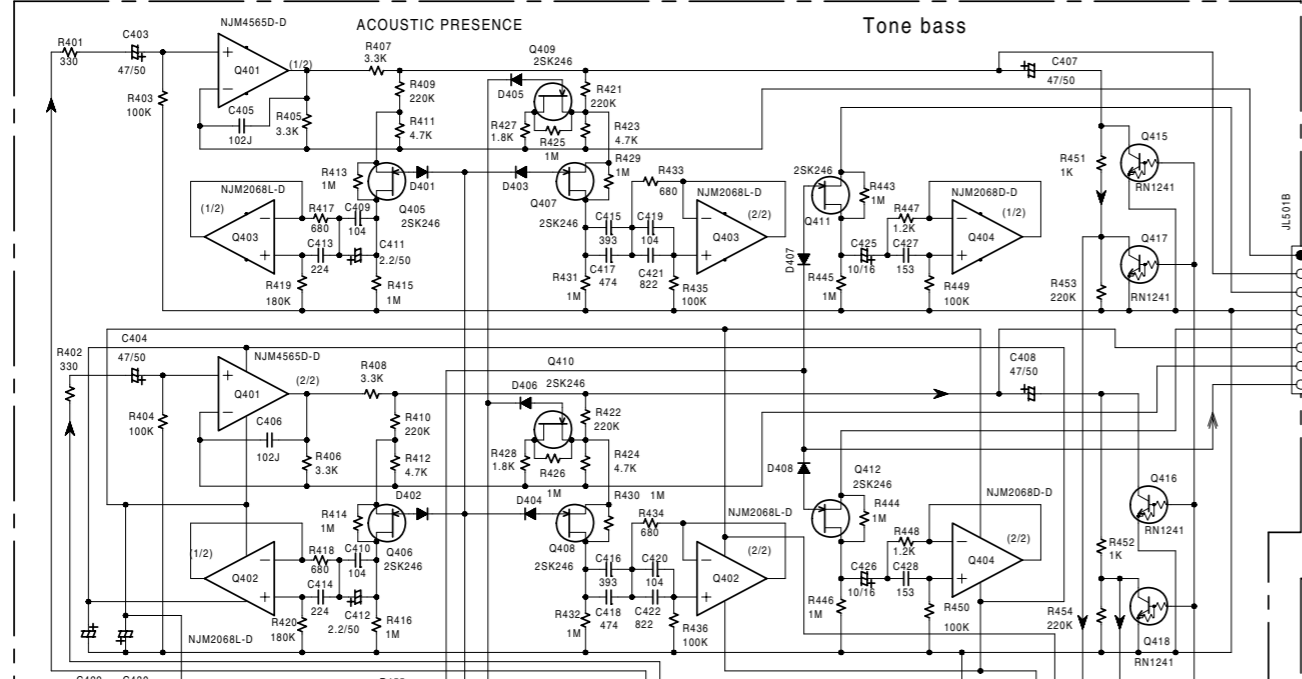 NJM4565D-D
ACOUSTIC PRESENCE
Tone bass
R401
330
C403
47/50
Q401
(1/2)
R403
100K
C405
102J
R405
3.3K
R407
3.3K
R409
220K
R411
4.7K
Q409
2SK246
D405
R421
220K
R427
1.8K
R425
1M
R423
4.7K
R429
1M
C407
47/50
Q415
RN1241
R451
1K
Q417
RN1241
R453
220K
JL501B
R413
1M
D401
Q405
2SK246
D403
Q407
2SK246
R433
680
NJM2068L-D
(2/2)
Q403
NJM2068L-D
(1/2)
Q403
R417
680
C409
104
C413
224
C411
2.2/50
R419
180K
R415
1M
C415
393
C419
104
C417
474
C421
822
R431
1M
R435
100K
2SK246
Q411
R443
1M
D407
R447
1.2K
NJM2068D-D
(1/2)
Q404
C425
10/16
C427
153
R445
1M
R449
100K
R402
330
C404
47/50
NJM4565D-D
Q401
(2/2)
R404
100K
C406
102J
R406
3.3K
R408
3.3K
R410
220K
R412
4.7K
Q410
2SK246
D406
R422
220K
R428
1.8K
R426
1M
R424
4.7K
R430
1M
C408
47/50
D408
Q412
2SK246
R444
1M
NJM2068D-D
(2/2)
Q404
R448
1.2K
C426
10/16
C428
153
R446
1M
R450
100K
Q416
RN1241
R452
1K
R454
220K
Q418
RN1241
D402
R414
1M
Q406
2SK246
D404
Q408
2SK246
R434
680
NJM2068L-D
(2/2)
Q402
(1/2)
Q402
NJM2068L-D
R418
680
C410
104
C414
224
C412
2.2/50
R420
180K
R416
1M
C416
393
C420
104
C418
474
C422
822
R432
1M
R436
100K